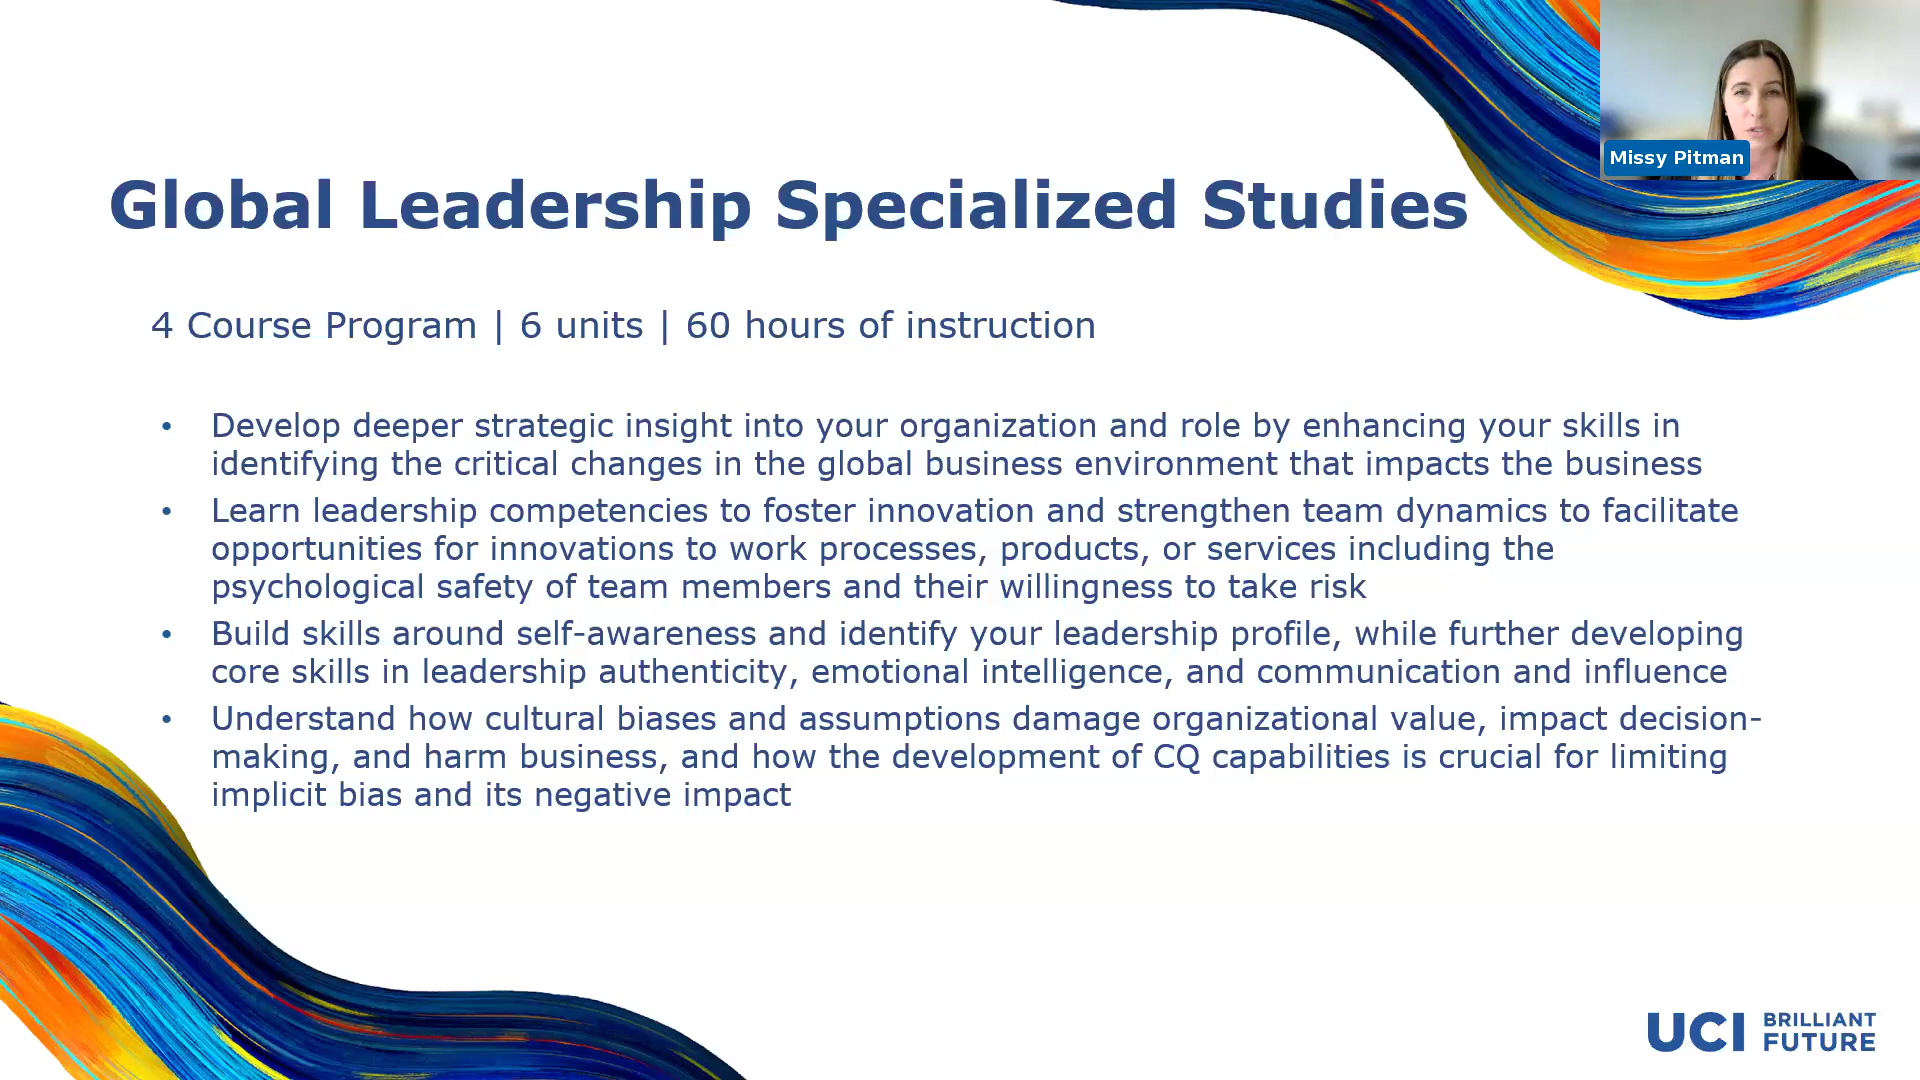 Missy Pitman
Global Leadership Specialized Studies
4 Course Program | 6 units | 60 hours of instruction
• Develop deeper strategic insight into your organization and role by enhancing your skills in
identifying the critical changes in the global business environment that impacts the business
• Learn leadership competencies to foster innovation and strengthen team dynamics to facilitate
opportunities for innovations to work processes, products, or services including the
psychological safety of team members and their willingness to take risk
• Build skills around self-awareness and identify your leadership profile, while further developing
core skills in leadership authenticity, emotional intelligence, and communication and influence
• Understand how cultural biases and assumptions damage organizational value, impact decision-
making, and harm business, and how the development of CQ capabilities is crucial for limiting
implicit bias and its negative impact
UCI BRILLIANT
FUTURE